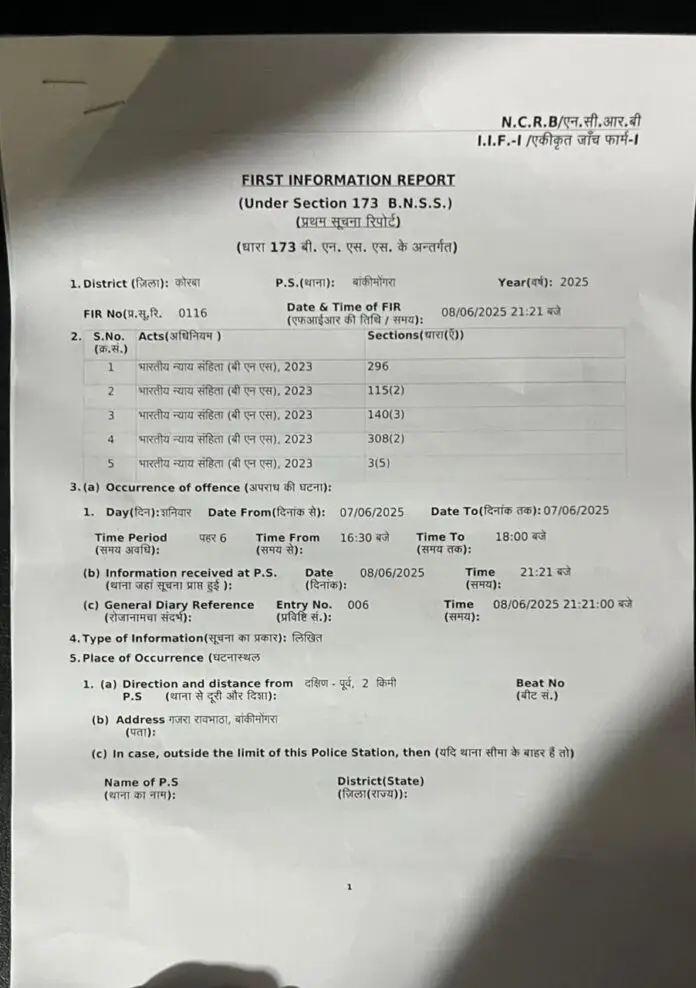 N.C.R.B/एन.सी.आर.बी
I.I.F.-I /एकीकृत जाँच फार्म-I
FIRST INFORMATION REPORT
(Under Section 173 B.N.S.S.)
(प्रथम सूचना रिपोर्ट)
(धारा 173 बी. एन. एस. एस. के अन्तर्गत)
1. District (ज़िला): कोरबा P.S.(थाना): बांकीमोंगरा Year(वर्ष): 2025
FIR No(प्र.सू.रि. 0116 Date & Time of FIR 08/06/2025 21:21 बजे
(एफआईआर की तिथि / समय):
2. S.No. Acts(अधिनियम ) Sections(धारा(एँ))
(क्र.सं.)
1 भारतीय न्याय संहिता (बी एन एस), 2023 296
2 भारतीय न्याय संहिता (बी एन एस), 2023 115(2)
3 भारतीय न्याय संहिता (बी एन एस), 2023 140(3)
4 भारतीय न्याय संहिता (बी एन एस), 2023 308(2)
5 भारतीय न्याय संहिता (बी एन एस), 2023 3(5)
3. (a) Occurrence of offence (अपराध की घटना):
1. Day(दिन):शनिवार Date From(दिनांक से): 07/06/2025 Date To(दिनांक तक): 07/06/2025
Time Period पहर 6 Time From 16:30 बजे Time To 18:00 बजे
(समय अवधि): (समय से): (समय तक):
(b) Information received at P.S. Date 08/06/2025 Time 21:21 बजे
(थाना जहां सूचना प्राप्त हुई ): (दिनांक): (समय):
(c) General Diary Reference Entry No. 006 Time 08/06/2025 21:21:00 बजे
(रोजानामचा संदर्भ): (प्रविष्टि सं.): (समय):
4. Type of Information(सूचना का प्रकार): लिखित
5. Place of Occurrence (घटनास्थल
1. (a) Direction and distance from दक्षिण - पूर्व, 2 किमी Beat No
P.S (थाना से दूरी और दिशा): (बीट सं.):
(b) Address गजरा रावभाठा, बांकीमोंगरा
(पता):
(c) In case, outside the limit of this Police Station, then (यदि थाना सीमा के बाहर हैं तो)
Name of P.S District(State)
(थाना का नाम): (ज़िला(राज्य)):
1